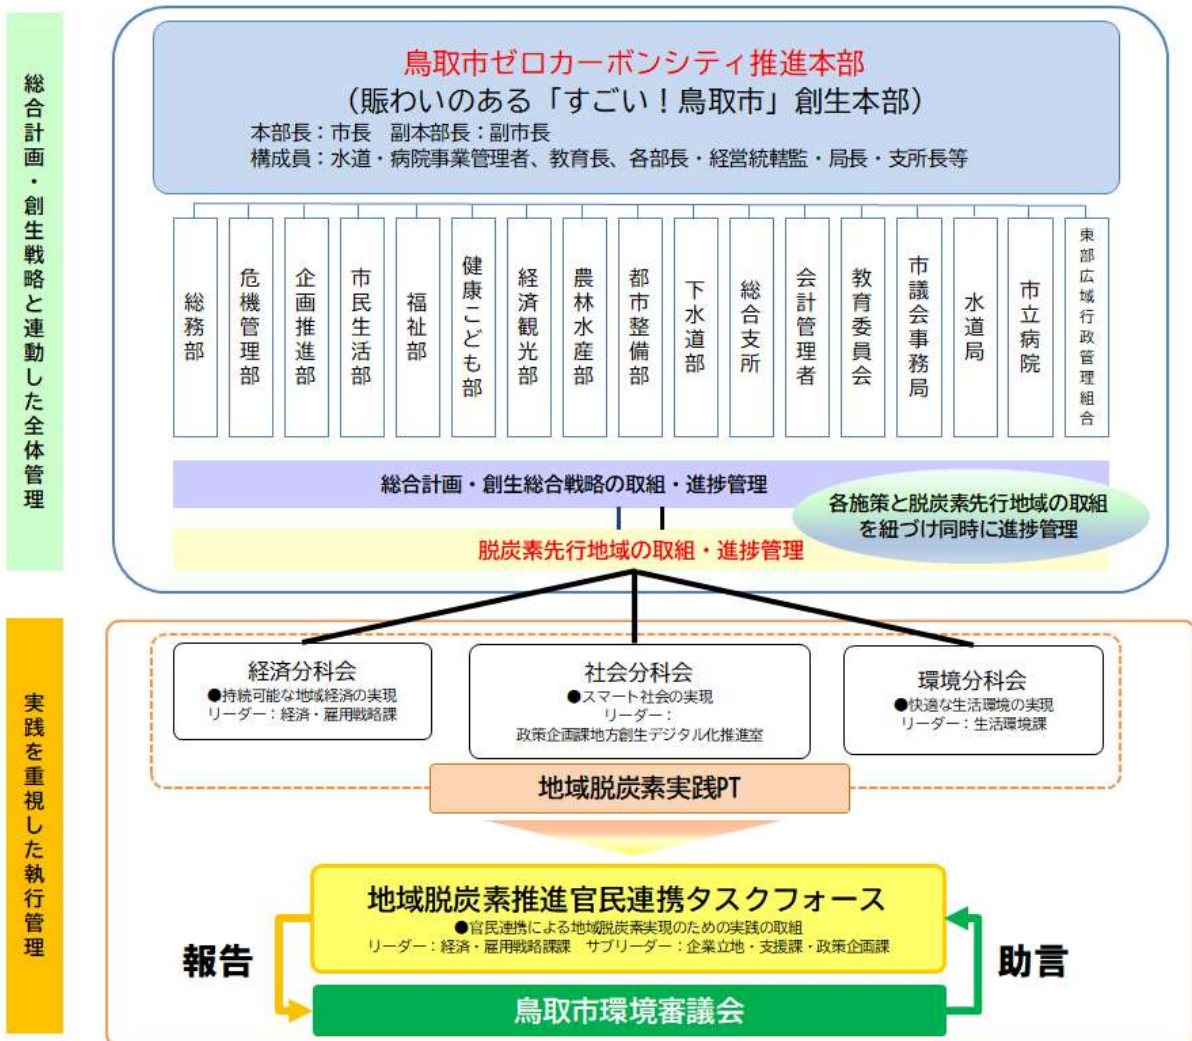 総合計画・創生戦略と連動した全体管理
鳥取市ゼロカーボンシティ推進本部
（賑わいのある「すごい！鳥取市」創生本部）
本部長：市長　副本部長：副市長
構成員：水道・病院事業管理者、教育長、各部長・経営統轄監・局長・支所長等
総務部
危機管理部
企画推進部
市民生活部
福祉部
健康こども部
経済観光部
農林水産部
都市整備部
下水道部
総合支所
会計管理者
教育委員会
市議会事務局
水道局
市立病院
東部広域行政管理組合
総合計画・創生総合戦略の取組・進捗管理
各施策と脱炭素先行地域の取組
を紐づけ同時に進捗管理
脱炭素先行地域の取組・進捗管理
実践を重視した執行管理
経済分科会
●持続可能な地域経済の実現
リーダー：経済・雇用戦略課
社会分科会
●スマート社会の実現
リーダー：
政策企画課地方創生デジタル化推進室
環境分科会
●快適な生活環境の実現
リーダー：生活環境課
地域脱炭素実践PT
地域脱炭素推進官民連携タスクフォース
●官民連携による地域脱炭素実現のための実践の取組
リーダー：経済・雇用戦略課課　サブリーダー：企業立地・支援課・政策企画課
報告
助言
鳥取市環境審議会